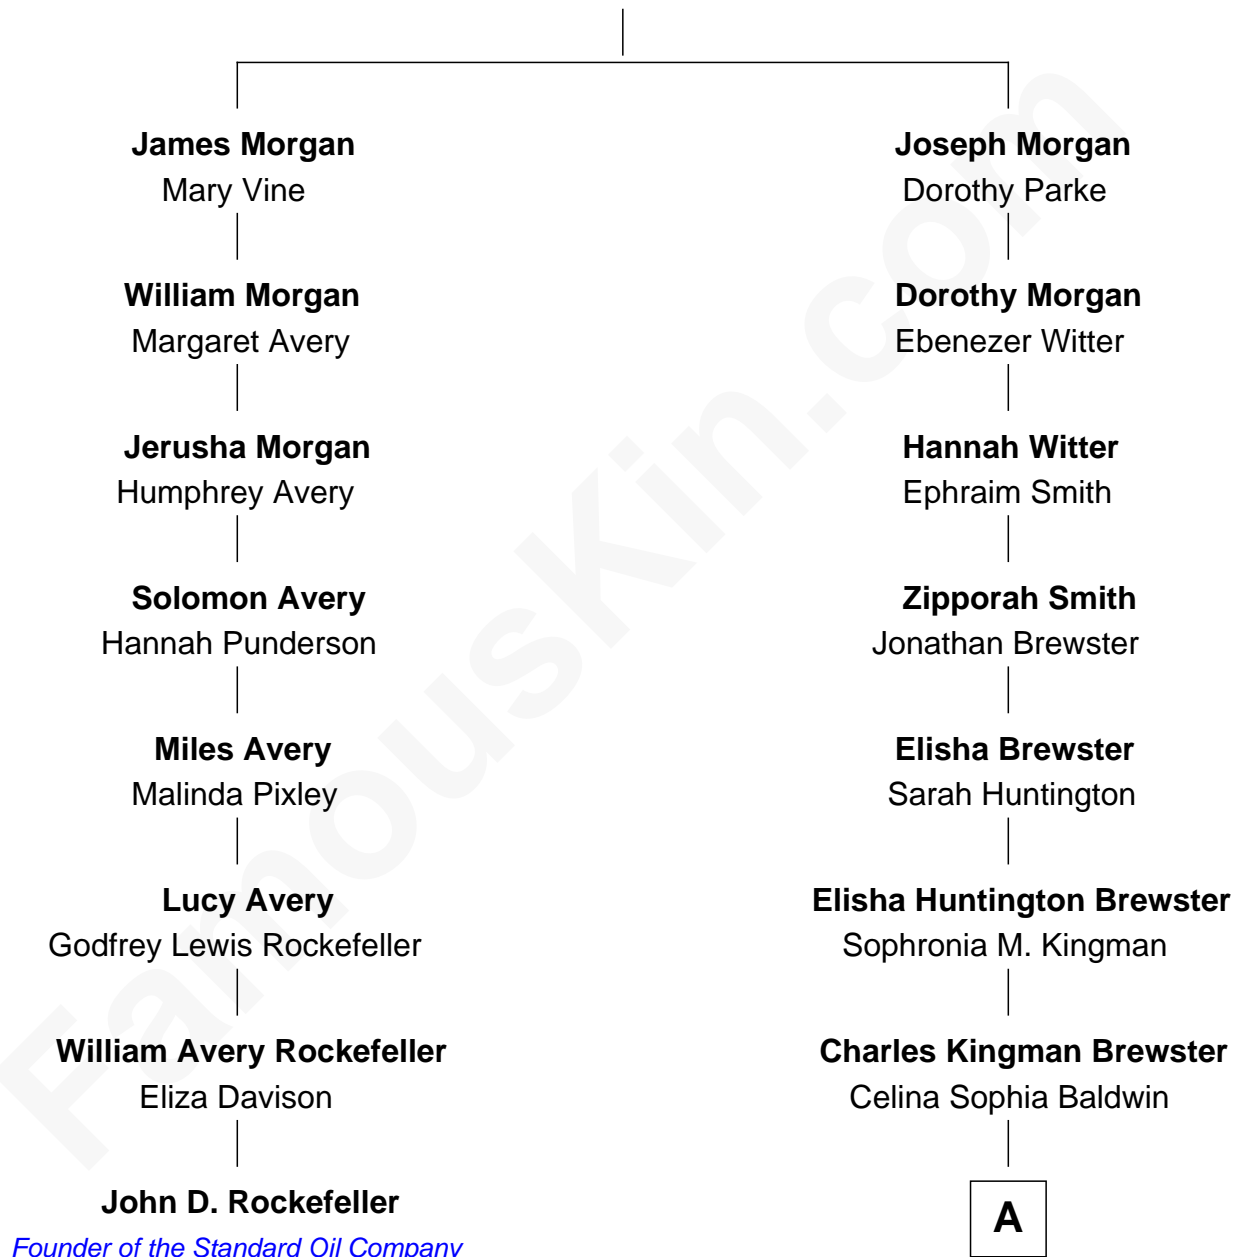 James Morgan
Mary Vine
William Morgan
Margaret Avery
Jerusha Morgan
Humphrey Avery
Solomon Avery
Hannah Punderson
Miles Avery
Malinda Pixley
Lucy Avery
Godfrey Lewis Rockefeller
William Avery Rockefeller
Eliza Davison
John D. Rockefeller
Founder of the Standard Oil Company
Joseph Morgan
Dorothy Parke
Dorothy Morgan
Ebenezer Witter
Hannah Witter
Ephraim Smith
Zipporah Smith
Jonathan Brewster
Elisha Brewster
Sarah Huntington
Elisha Huntington Brewster
Sophronia M. Kingman
Charles Kingman Brewster
Celina Sophia Baldwin
A
FamousKin.com